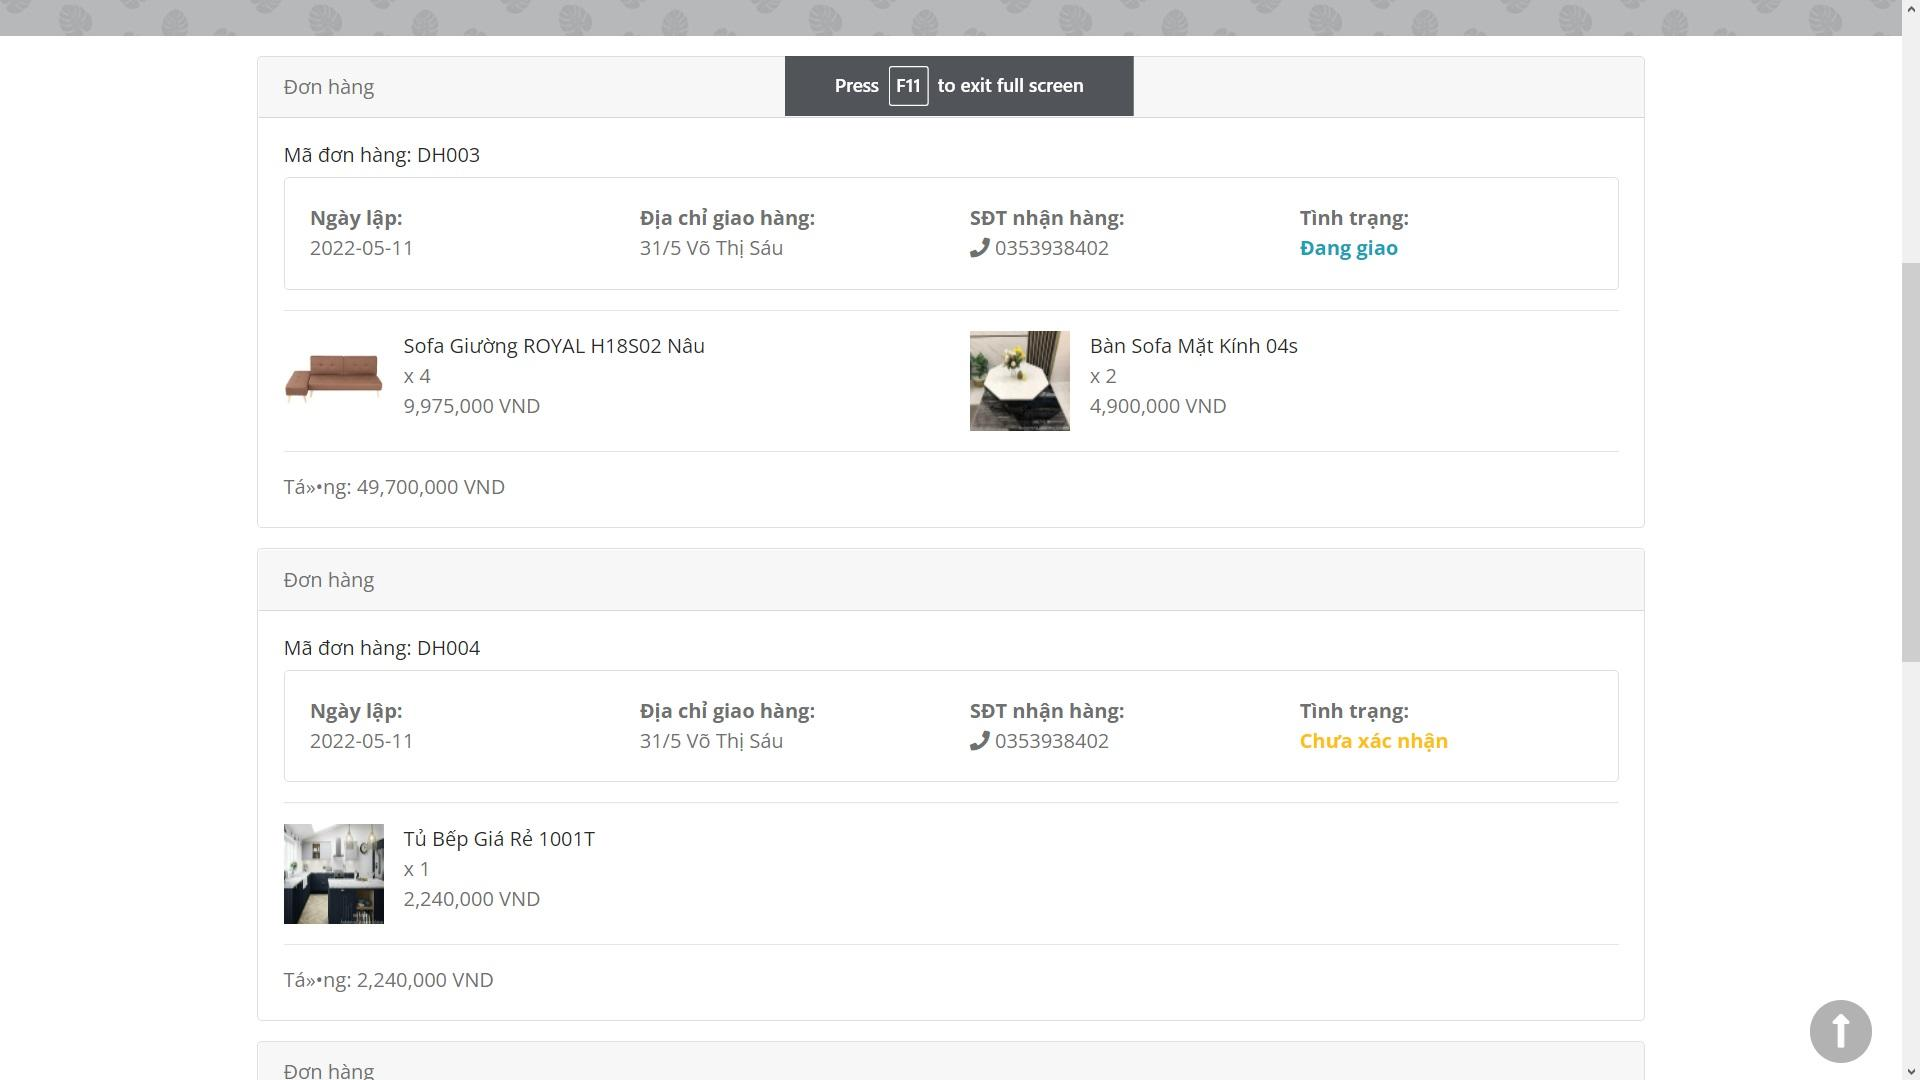 Đơn hàng
Press F11 to exit full screen
Mã đơn hàng: DH003
Ngày lập: Địa chỉ giao hàng: SĐT nhận hàng: Tình trạng:
2022-05-11 31/5 Võ Thị Sáu 0353938402 Đang giao
Sofa Giường ROYAL H18S02 Nâu
x 4
9,975,000 VND
Bàn Sofa Mặt Kính 04s
x 2
4,900,000 VND
Tá»•ng: 49,700,000 VND
Đơn hàng
Mã đơn hàng: DH004
Ngày lập: Địa chỉ giao hàng: SĐT nhận hàng: Tình trạng:
2022-05-11 31/5 Võ Thị Sáu 0353938402 Chưa xác nhận
Tủ Bếp Giá Rẻ 1001T
x 1
2,240,000 VND
Tá»•ng: 2,240,000 VND
Đơn hàng